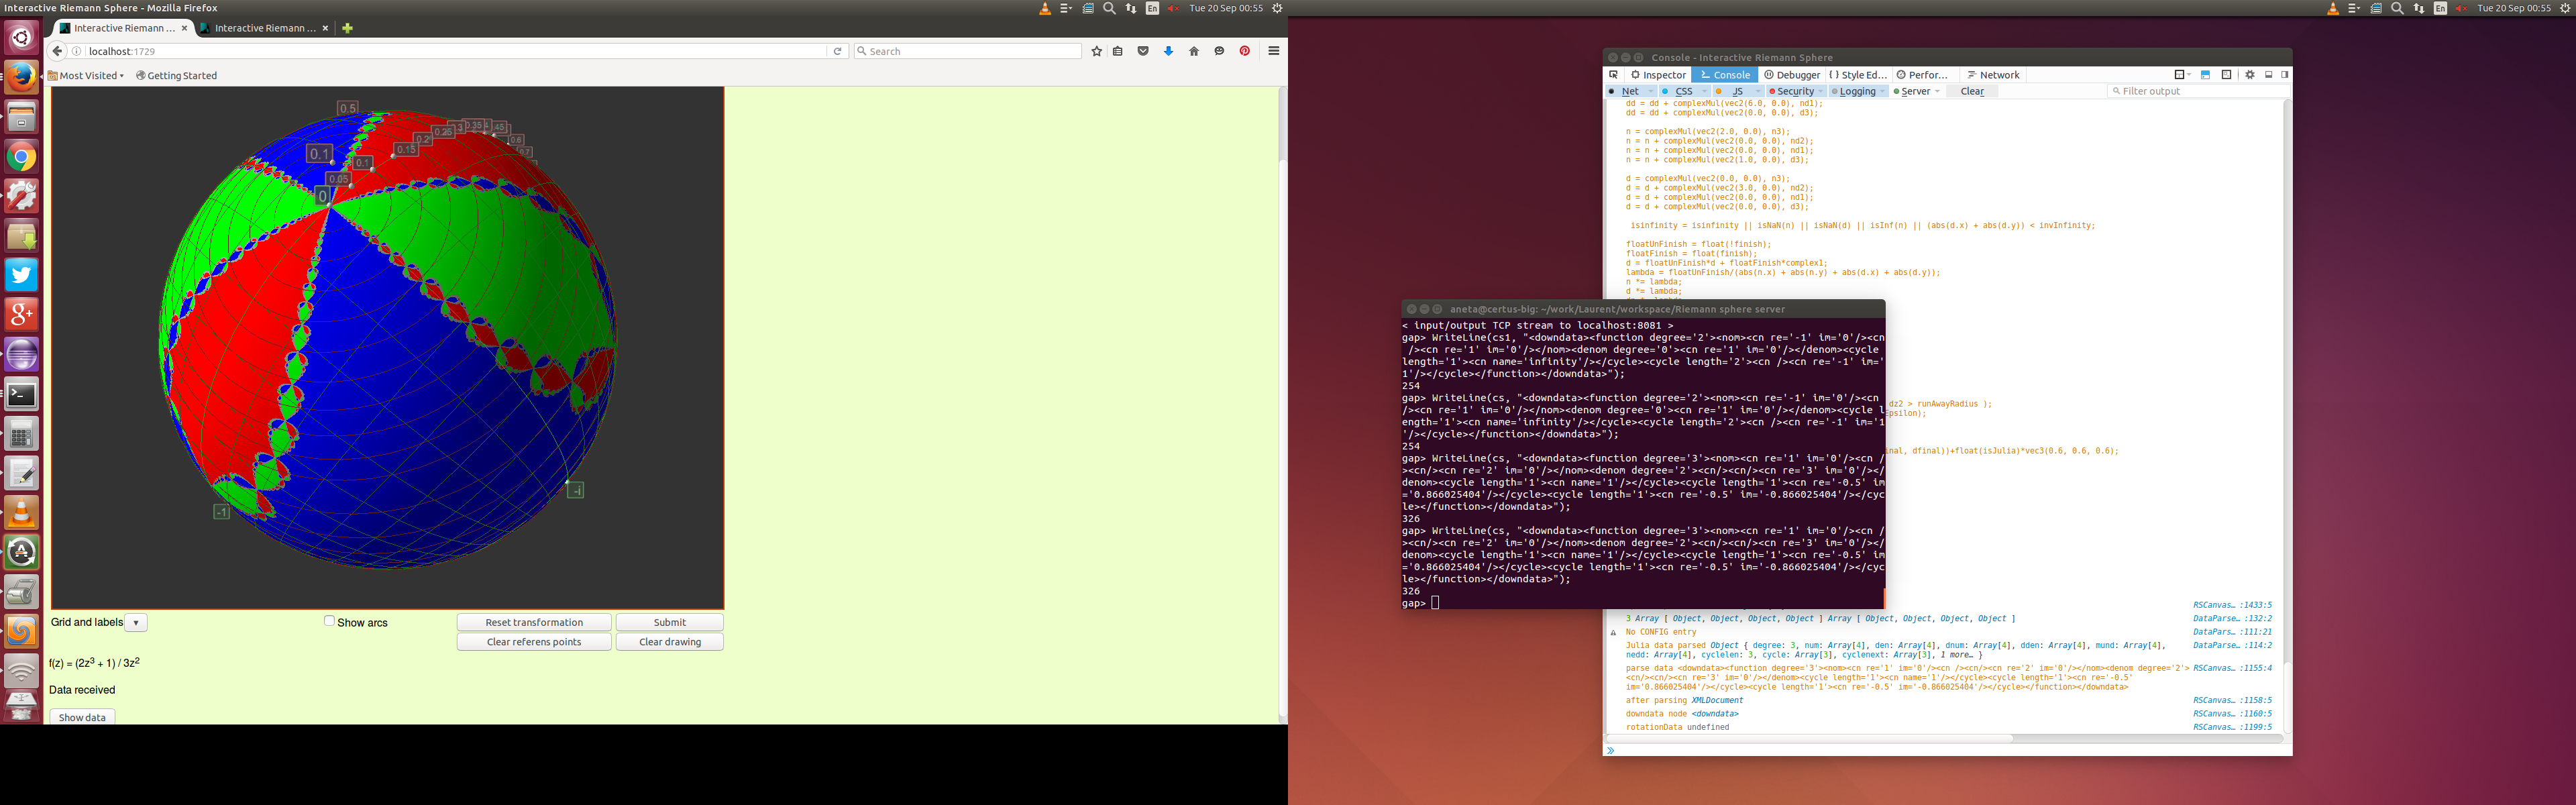 Interactive Riemann Sphere - Mozilla Firefox
En
Tue 20 Sep 00:55
Interactive Riemann ...
Interactive Riemann ...
localhost:1729
Search
Most Visited
Getting Started
0.5
0.1
0
0.05
0.1
0.15
0.2
0.25
0.35
0.6
0.7
-1
-i
Grid and labels
Show arcs
Reset transformation
Submit
Clear referens points
Clear drawing
f(z) = (2z³ + 1) / 3z²
Data received
Show data
En
Tue 20 Sep 00:55
Console - Interactive Riemann Sphere
Inspector
Console
Debugger
Style Ed...
Perfor...
Network
Net
CSS
JS
Security
Logging
Server
Clear
Filter output
dd = dd + complexMul(vec2(6.0, 0.0), nd1);
dd = dd + complexMul(vec2(0.0, 0.0), d3);
n = complexMul(vec2(2.0, 0.0), n3);
n = n + complexMul(vec2(0.0, 0.0), nd2);
n = n + complexMul(vec2(0.0, 0.0), nd1);
n = n + complexMul(vec2(1.0, 0.0), d3);
d = complexMul(vec2(0.0, 0.0), n3);
d = d + complexMul(vec2(3.0, 0.0), nd2);
d = d + complexMul(vec2(0.0, 0.0), nd1);
d = d + complexMul(vec2(0.0, 0.0), d3);
isinfinity = isinfinity || isNaN(n) || isNaN(d) || isInf(n) || (abs(d.x) + abs(d.y)) < invInfinity;
floatUnFinish = float(!finish);
floatFinish = float(finish);
d = floatUnFinish*d + floatFinish*complex1;
lambda = floatUnFinish/(abs(n.x) + abs(n.y) + abs(d.x) + abs(d.y));
n *= lambda;
d *= lambda;
aneta@certus-big: ~/work/Laurent/workspace/Riemann sphere server
< input/output TCP stream to localhost:8081 >
gap> WriteLine(cs1, "<downdata><function degree='2'><nom><cn re='-1' im='0'/><cn
/><cn re='1' im='0'/></nom><denom degree='0'><cn re='1' im='0'/></denom><cycle
length='1'><cn name='infinity'/></cycle><cycle length='2'><cn /><cn re='-1' im='
1'/></cycle></function></downdata>");
254
gap> WriteLine(cs, "<downdata><function degree='2'><nom><cn re='-1' im='0'/><cn
/><cn re='1' im='0'/></nom><denom degree='0'><cn re='1' im='0'/></denom><cycle l
ength='1'><cn name='infinity'/></cycle><cycle length='2'><cn /><cn re='-1' im='1
'/></cycle></function></downdata>");
254
gap> WriteLine(cs, "<downdata><function degree='3'><nom><cn re='1' im='0'/><cn /
><cn/><cn re='2' im='0'/></nom><denom degree='2'><cn/><cn/><cn re='3' im='0'/></
denom><cycle length='1'><cn name='1'/></cycle><cycle length='1'><cn re='-0.5' im
='0.866025404'/></cycle><cycle length='1'><cn re='-0.5' im='-0.866025404'/></cyc
le></function></downdata>");
326
gap> WriteLine(cs, "<downdata><function degree='3'><nom><cn re='1' im='0'/><cn /
><cn/><cn re='2' im='0'/></nom><denom degree='2'><cn/><cn/><cn re='3' im='0'/></
denom><cycle length='1'><cn name='1'/></cycle><cycle length='1'><cn re='-0.5' im
='0.866025404'/></cycle><cycle length='1'><cn re='-0.5' im='-0.866025404'/></cyc
le></function></downdata>");
326
gap>
dz2 > runAwayRadius );
epsilon);
inal, dfinal))+float(isJulia)*vec3(0.6, 0.6, 0.6);
RSCanvas... :1433:5
3 Array [ Object, Object, Object, Object ] Array [ Object, Object, Object, Object ] DataParse... :132:2
No CONFIG entry DataPars... :111:21
Julia data parsed Object { degree: 3, num: Array[4], den: Array[4], dnum: Array[4], dden: Array[4], mund: Array[4], DataParse... :114:2
nedd: Array[4], cyclelen: 3, cycle: Array[3], cyclenext: Array[3], 1 more... }
parse data <downdata><function degree='3'><nom><cn re='1' im='0'/><cn /><cn/><cn re='2' im='0'/></nom><denom degree='2'> RSCanvas... :1155:4
<cn/><cn/><cn re='3' im='0'/></denom><cycle length='1'><cn name='1'/></cycle><cycle length='1'><cn re='-0.5'
im='0.866025404'/></cycle><cycle length='1'><cn re='-0.5' im='-0.866025404'/></cycle></function></downdata>
after parsing XMLDocument RSCanvas... :1158:5
downdata node <downdata> RSCanvas... :1160:5
rotationData undefined RSCanvas... :1199:5